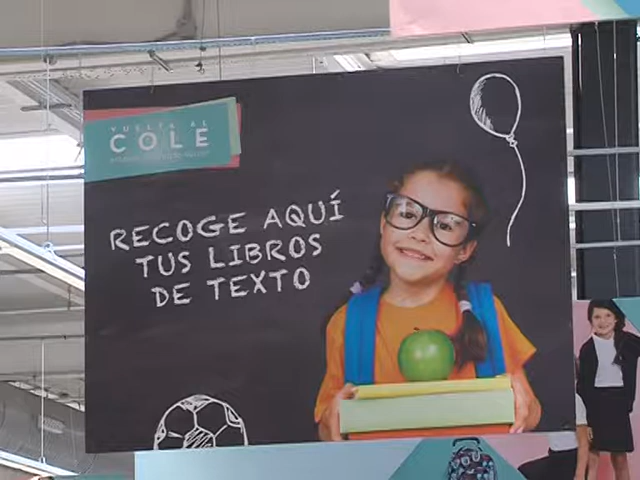 VUELTA AL
COLE
RECOGE AQUÍ
TUS LIBROS
DE TEXTO